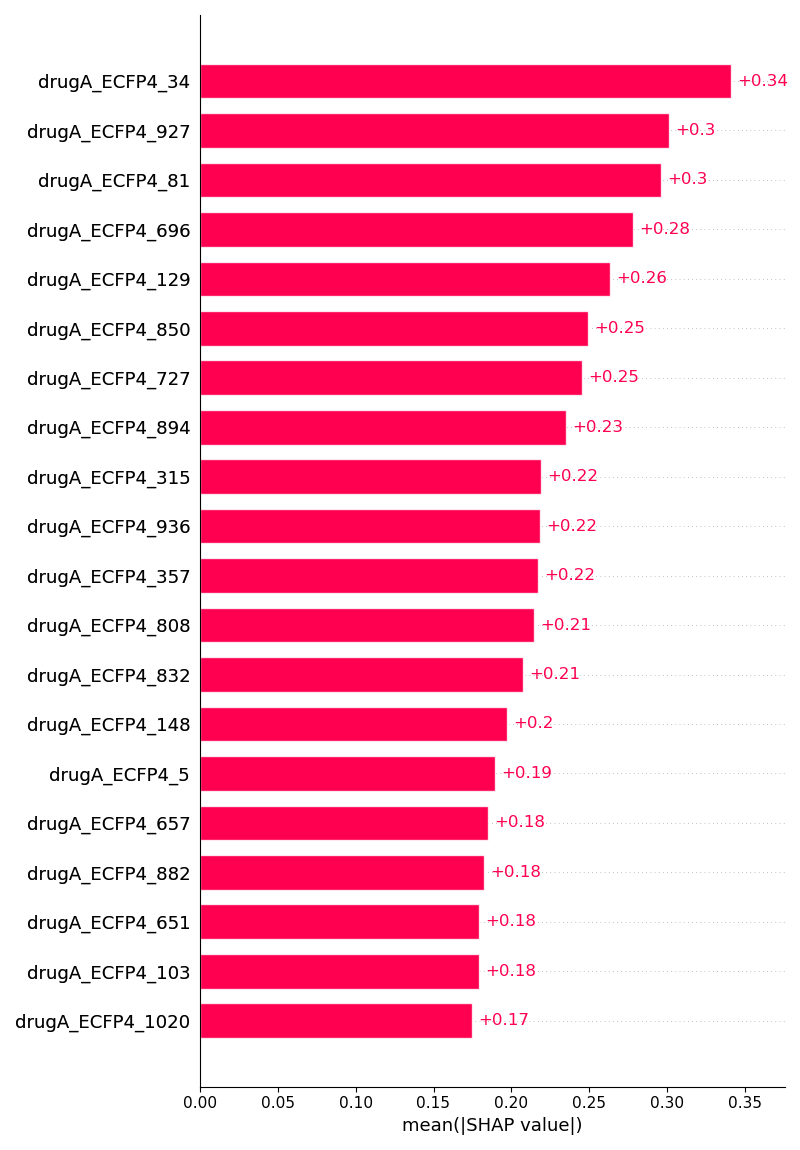 drugA_ECFP4_34 +0.34
drugA_ECFP4_927 +0.3
drugA_ECFP4_81 +0.3
drugA_ECFP4_696 +0.28
drugA_ECFP4_129 +0.26
drugA_ECFP4_850 +0.25
drugA_ECFP4_727 +0.25
drugA_ECFP4_894 +0.23
drugA_ECFP4_315 +0.22
drugA_ECFP4_936 +0.22
drugA_ECFP4_357 +0.22
drugA_ECFP4_808 +0.21
drugA_ECFP4_832 +0.21
drugA_ECFP4_148 +0.2
drugA_ECFP4_5 +0.19
drugA_ECFP4_657 +0.18
drugA_ECFP4_882 +0.18
drugA_ECFP4_651 +0.18
drugA_ECFP4_103 +0.18
drugA_ECFP4_1020 +0.17
0.00 0.05 0.10 0.15 0.20 0.25 0.30 0.35
mean(|SHAP value|)